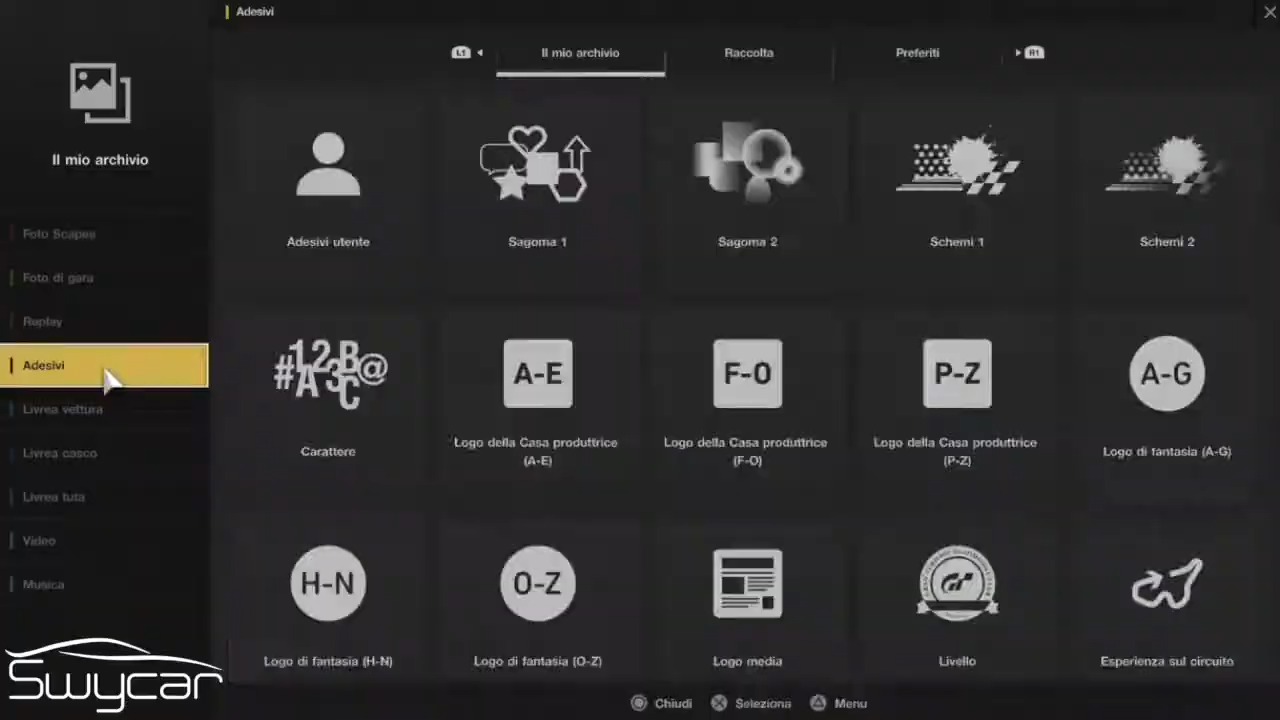 Adesivi
L1
Il mio archivio
Raccolta
Preferiti
R1
Il mio archivio
Foto Scapes
Foto di gara
Replay
Adesivi
Livrea vettura
Livrea casco
Livrea tuta
Video
Musica
Adesivi utente
Sagoma 1
Sagoma 2
Schemi 1
Schemi 2
#123B@
A3C
Carattere
A-E
Logo della Casa produttrice
(A-E)
F-O
Logo della Casa produttrice
(F-O)
P-Z
Logo della Casa produttrice
(P-Z)
A-G
Logo di fantasia (A-G)
H-N
Logo di fantasia (H-N)
O-Z
Logo di fantasia (O-Z)
Logo media
GT
Livello
Esperienza sul circuito
Swycar
Chiudi
Seleziona
Menu